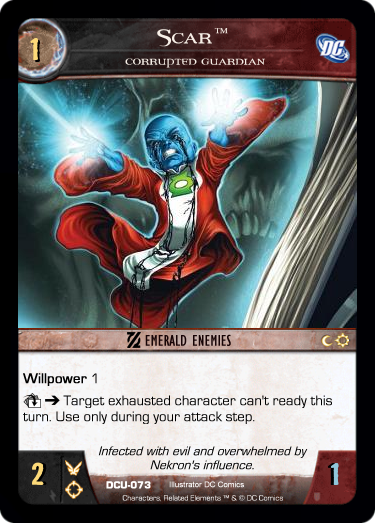 1
Scar™
DC
Corrupted Guardian
EMERALD ENEMIES
Willpower 1
➔ Target exhausted character can't ready this
turn. Use only during your attack step.
Infected with evil and overwhelmed by
Nekron's influence.
2
DCU-073 Illustrator DC Comics
1
Characters, Related Elements ™ & © DC Comics